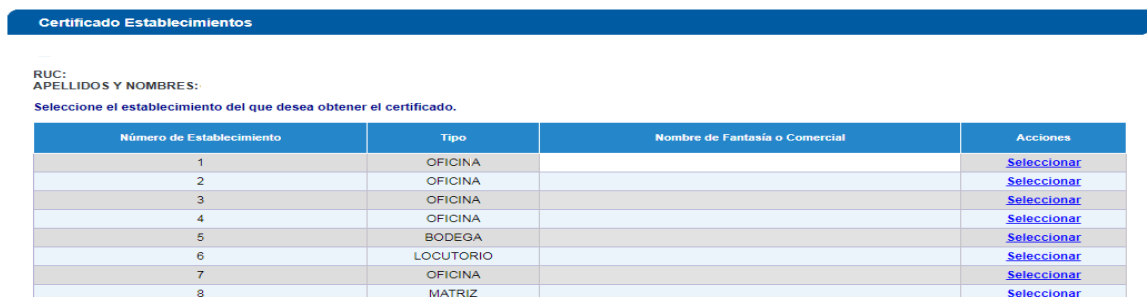 Certificado Establecimientos
RUC:
APELLIDOS Y NOMBRES:
Seleccione el establecimiento del que desea obtener el certificado.
Número de Establecimiento Tipo Nombre de Fantasía o Comercial Acciones
1 OFICINA Seleccionar
2 OFICINA Seleccionar
3 OFICINA Seleccionar
4 OFICINA Seleccionar
5 BODEGA Seleccionar
6 LOCUTORIO Seleccionar
7 OFICINA Seleccionar
8 MATRIZ Seleccionar